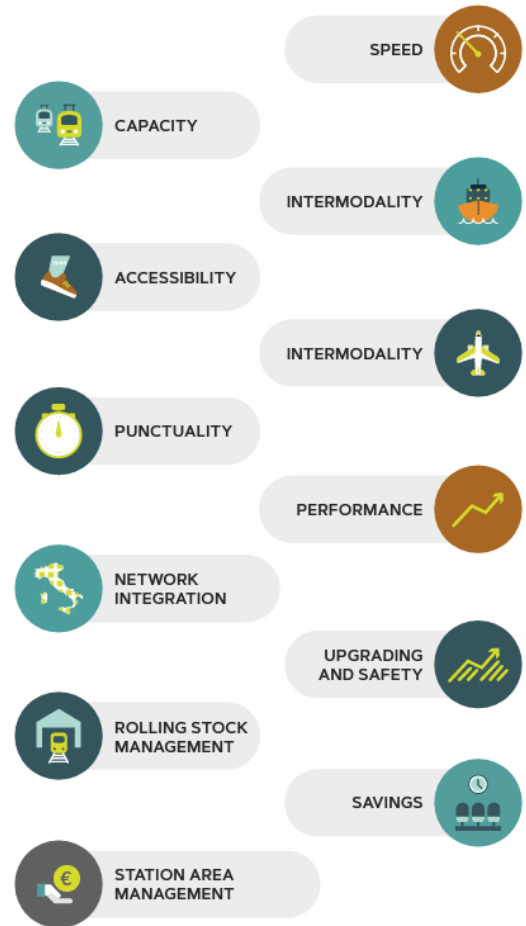 SPEED
CAPACITY
INTERMODALITY
ACCESSIBILITY
INTERMODALITY
PUNCTUALITY
PERFORMANCE
NETWORK
INTEGRATION
UPGRADING
AND SAFETY
ROLLING STOCK
MANAGEMENT
SAVINGS
STATION AREA
MANAGEMENT
€